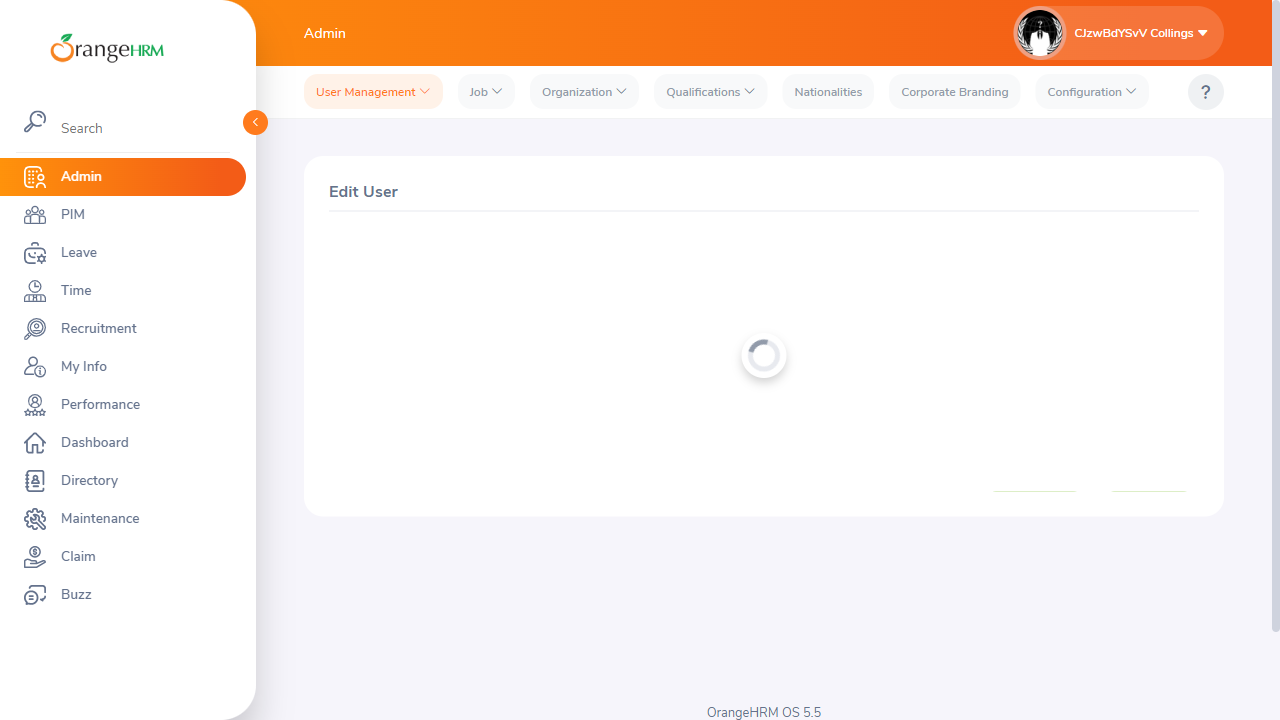 OrangeHRM
Admin
CJzwBdYSvV Collings
User Management
Job
Organization
Qualifications
Nationalities
Corporate Branding
Configuration
?
Search
Admin
PIM
Leave
Time
Recruitment
My Info
Performance
Dashboard
Directory
Maintenance
Claim
Buzz
Edit User
OrangeHRM OS 5.5